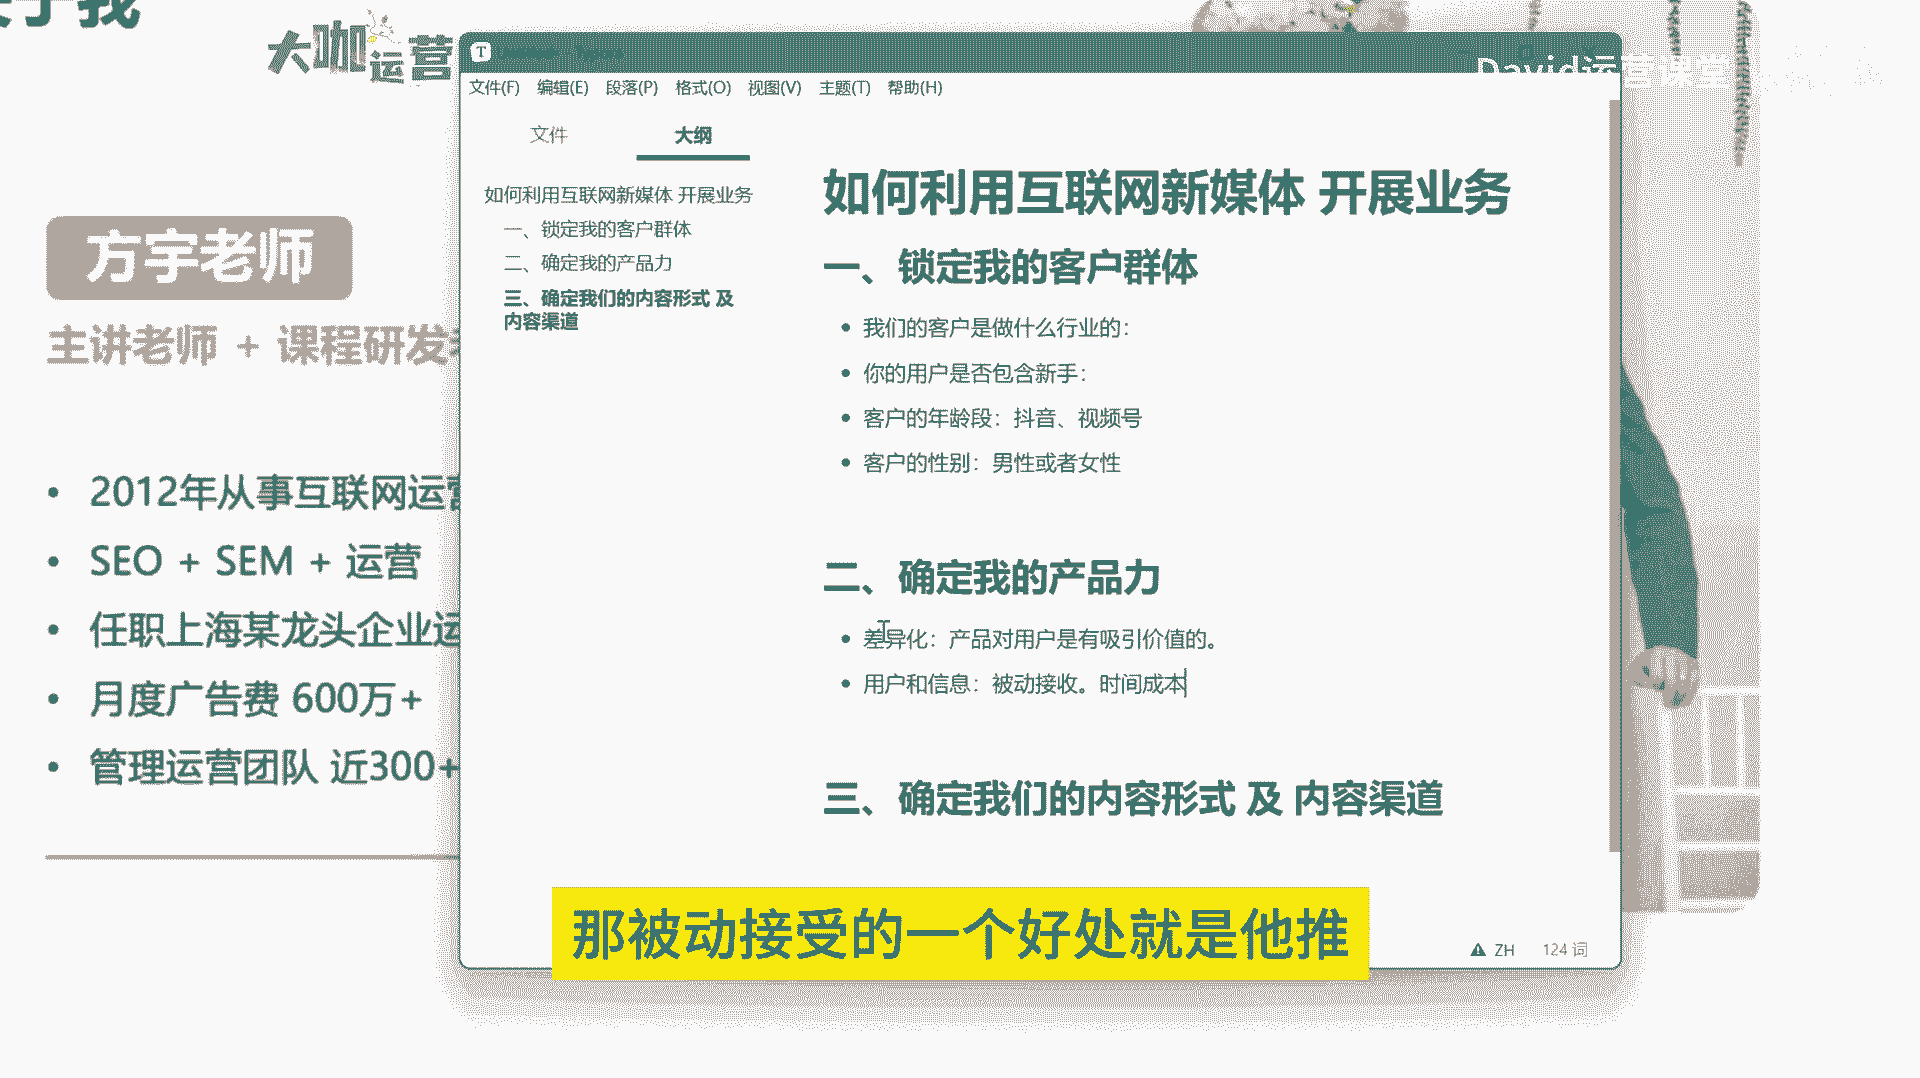 于我
大咖运营
David运营课堂
方宇老师
主讲老师 + 课程研发
2012年从事互联网运营
SEO + SEM + 运营
任职上海某龙头企业运
月度广告费 600万+
管理运营团队 近300+
T
文件(F) 编辑(E) 段落(P) 格式(O) 视图(V) 主题(T) 帮助(H)
文件 大纲
如何利用互联网新媒体 开展业务
一、锁定我的客户群体
二、确定我的产品力
三、确定我们的内容形式 及
内容渠道
如何利用互联网新媒体 开展业务
一、锁定我的客户群体
我们的客户是做什么行业的：
你的用户是否包含新手：
客户的年龄段：抖音、视频号
客户的性别：男性或者女性
二、确定我的产品力
差异化：产品对用户是有吸引价值的。
用户和信息：被动接收。时间成本
三、确定我们的内容形式 及 内容渠道
那被动接受的一个好处就是他推
ZH 124 词